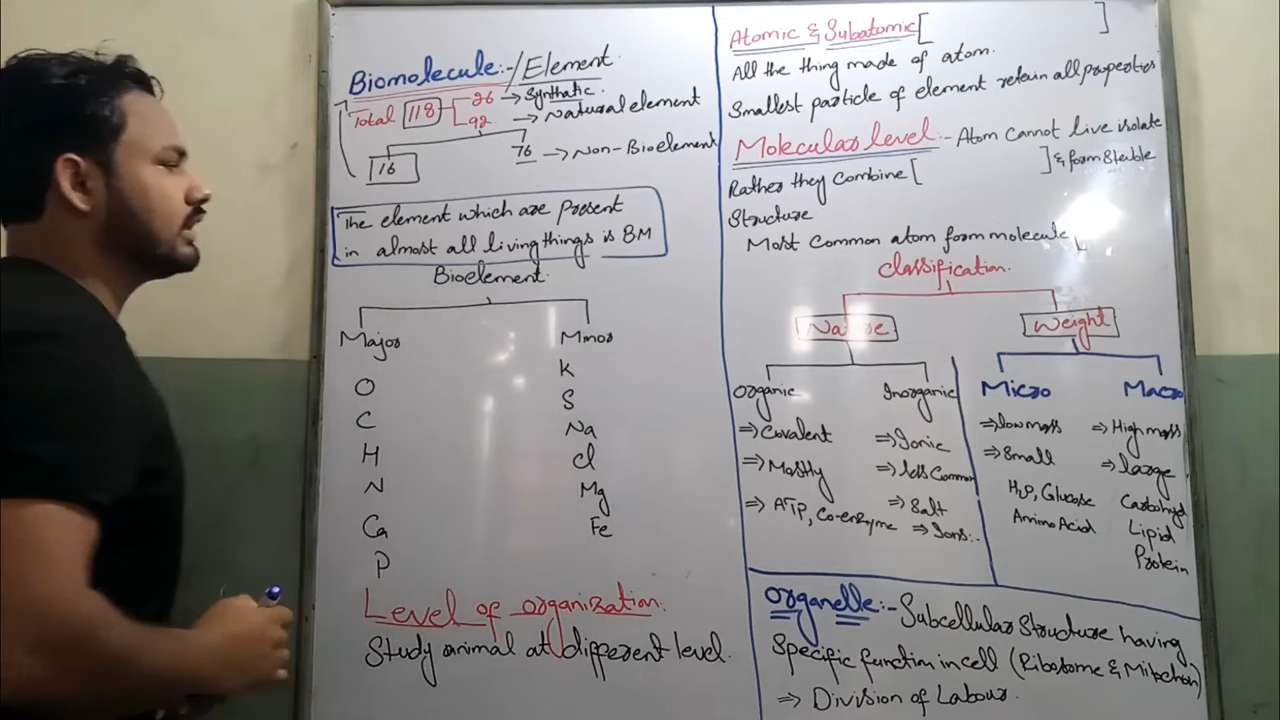 Biomolecule:-/Element
Total 118 26 → Synthatic.
92 → Natural element
16 76 → Non-Bioelement
The element which are present
in almost all living things is BM
Bioelement
Major Minor
K
O S
C Na
H Cl
N Mg
Ca Fe
P
Level of organization
Study animal at different level.
Atomic & Subatomic [ ]
All the thing made of atom.
Smallest particle of element retain all properties
Molecular level:- Atom cannot live isolate
Rather they Combine [ ] & form Stable
Structure
Most Common atom form molecule
Classification.
Nature Weight
Organic Inorganic Micro Macro
⇒ Covalent ⇒ Ionic ⇒ low mass ⇒ High mass
⇒ Mostly ⇒ less Common ⇒ Small ⇒ large
⇒ ATP, Co-enzyme ⇒ Salt H2O, Glucose Carbohyd
⇒ Ions:- Amino Acid Lipid
Protein
Organelle:- Subcellular Structure having
Specific function in cell (Ribosome & Mitochon)
⇒ Division of Labour.